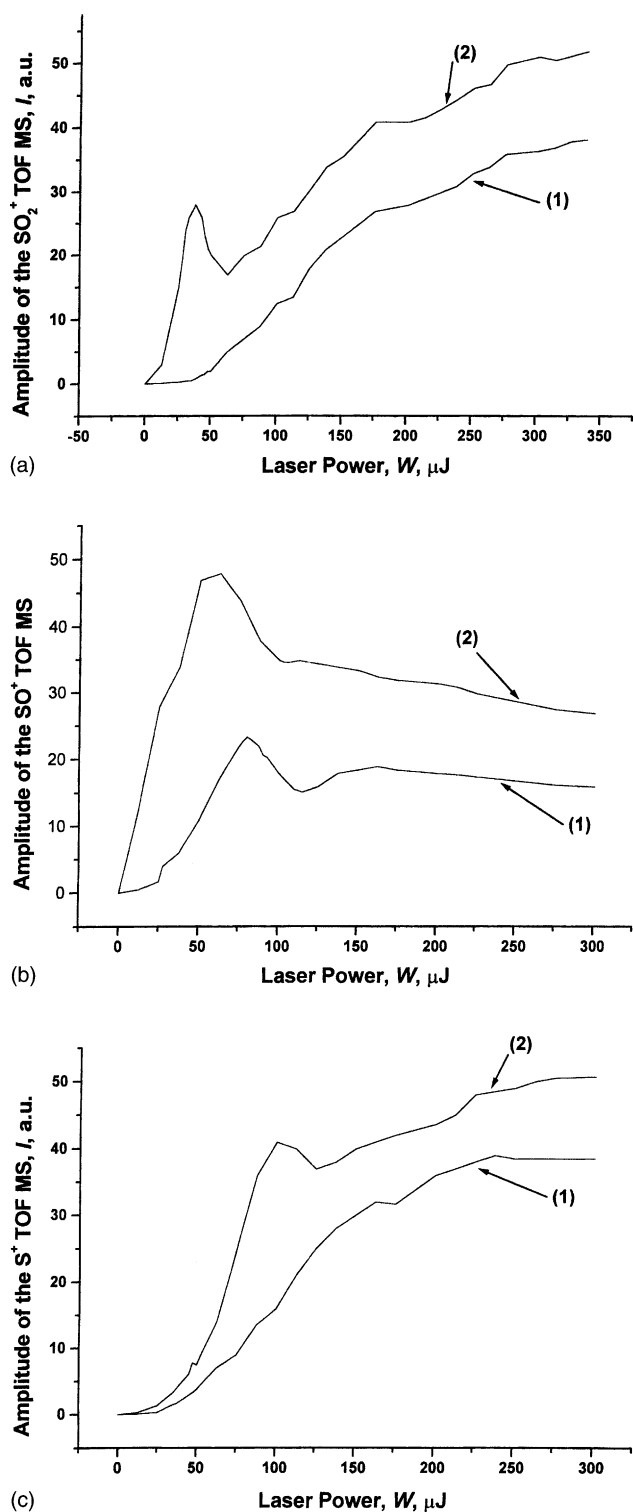 (a)
Amplitude of the SO₂⁺ TOF MS, I, a.u.
50
40
30
20
10
0
(2)
(1)
-50 0 50 100 150 200 250 300 350
Laser Power, W, μJ
(b)
Amplitude of the SO⁺ TOF MS
50
40
30
20
10
0
(2)
(1)
0 50 100 150 200 250 300
Laser Power, W, μJ
(c)
Amplitude of the S⁺ TOF MS, I, a.u.
50
40
30
20
10
0
(2)
(1)
0 50 100 150 200 250 300
Laser Power, W, μJ